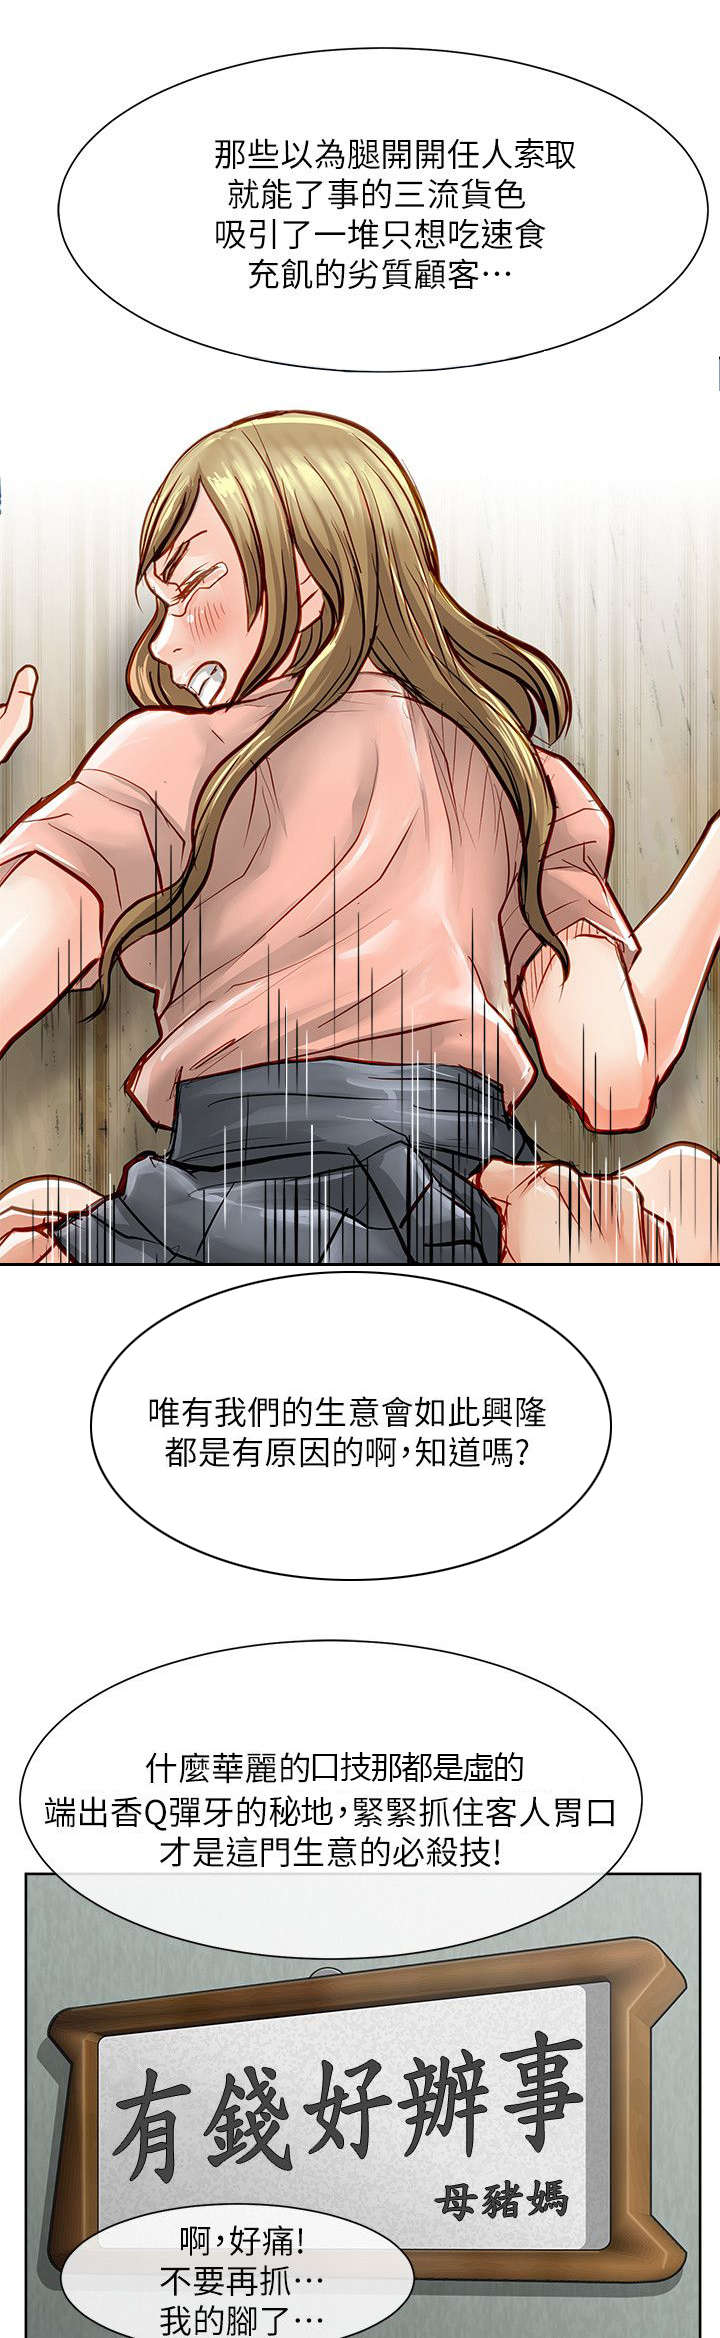 那些以為腿開開任人索取
就能了事的三流貨色
吸引了一堆只想吃速食
充飢的劣質顧客⋯
唯有我們的生意會如此興隆
都是有原因的啊，知道嗎?
什麼華麗的口技那都是虛的
端出香Q彈牙的秘地，緊緊抓住客人胃口
才是這門生意的必殺技!
有錢好辦事
母豬媽
啊，好痛!
不要再抓⋯
我的腳了⋯